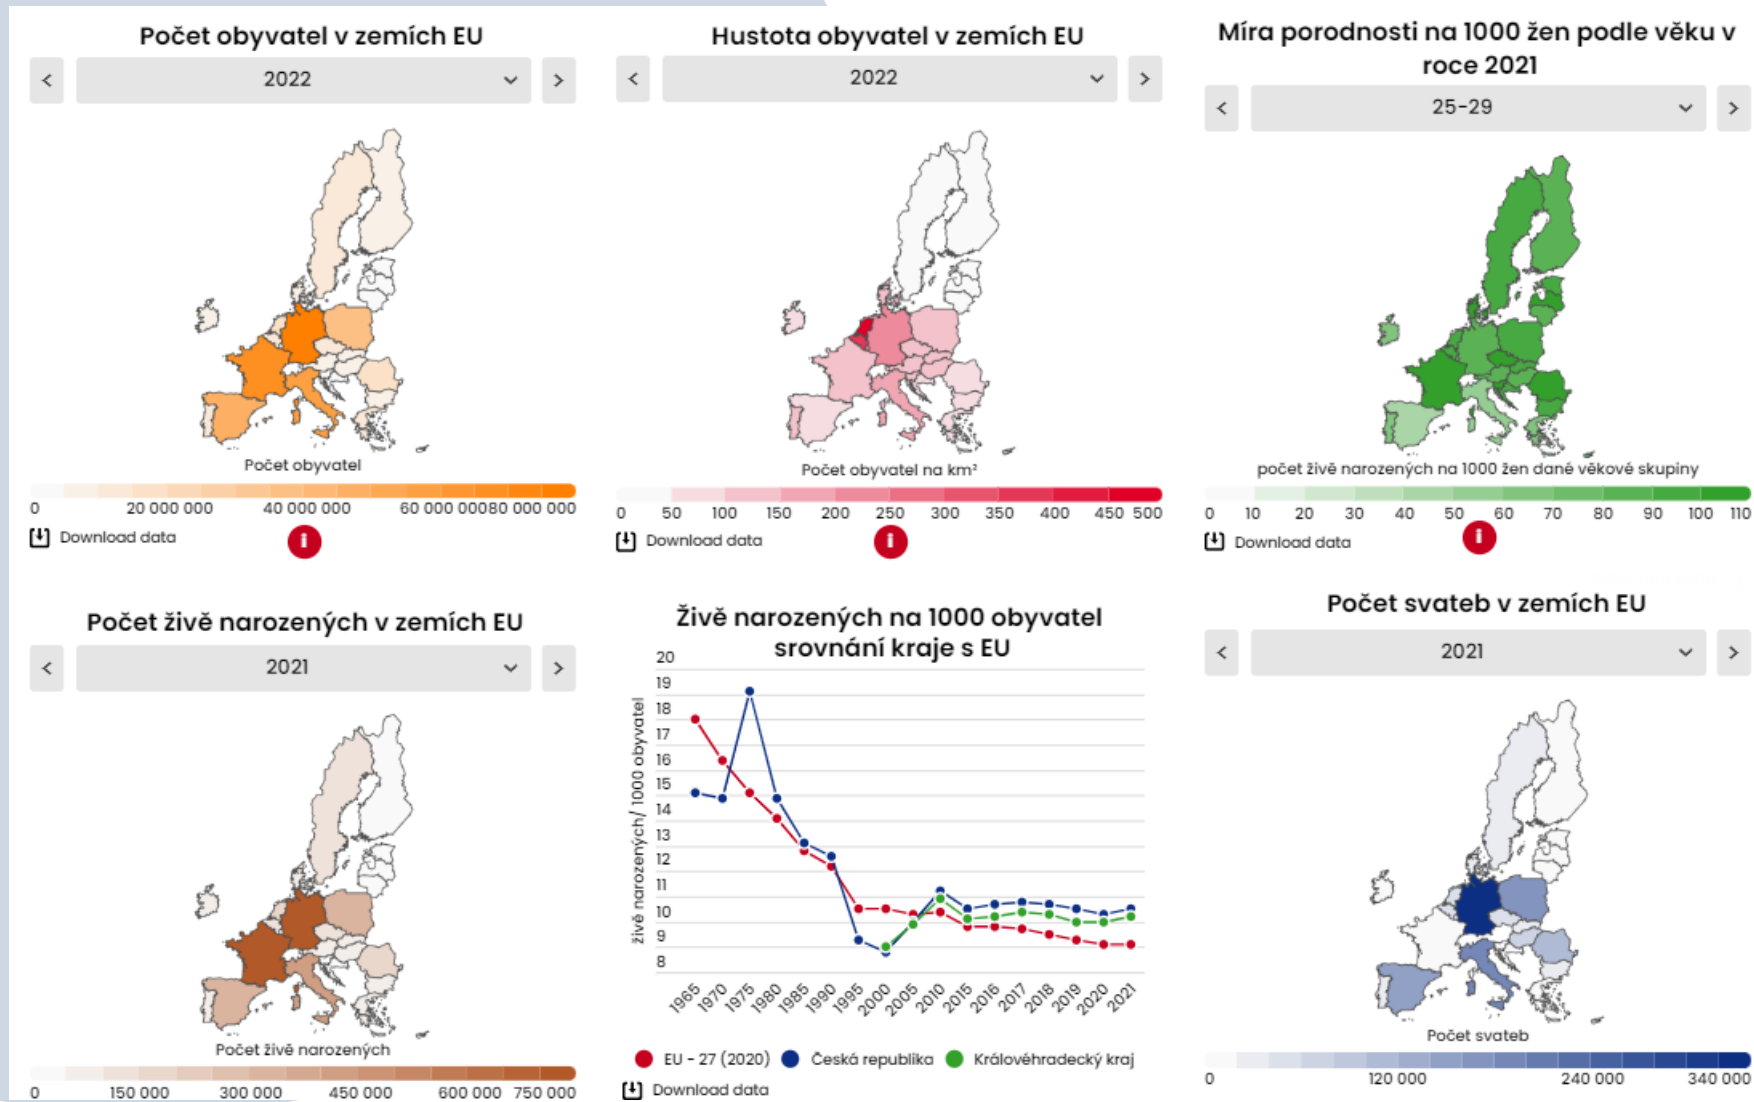 Počet obyvatel v zemích EU
<
2022
>
Počet obyvatel
0
20 000 000
40 000 000
60 000 000
80 000 000
Download data
i
Hustota obyvatel v zemích EU
<
2022
>
Počet obyvatel na km²
0
50
100
150
200
250
300
350
400
450
500
Download data
i
Míra porodnosti na 1000 žen podle věku v
roce 2021
<
25-29
>
počet živě narozených na 1000 žen dané věkové skupiny
0
10
20
30
40
50
60
70
80
90
100
110
Download data
i
Počet živě narozených v zemích EU
<
2021
>
Počet živě narozených
0
150 000
300 000
450 000
600 000
750 000
Živě narozených na 1000 obyvatel
srovnání kraje s EU
živě narozených/ 1000 obyvatel
20
19
18
17
16
15
14
13
12
11
10
9
8
1965
1970
1975
1980
1985
1990
1995
2000
2005
2010
2015
2016
2017
2018
2019
2020
2021
EU - 27 (2020)
Česká republika
Královéhradecký kraj
Download data
Počet svateb v zemích EU
<
2021
>
Počet svateb
0
120 000
240 000
340 000